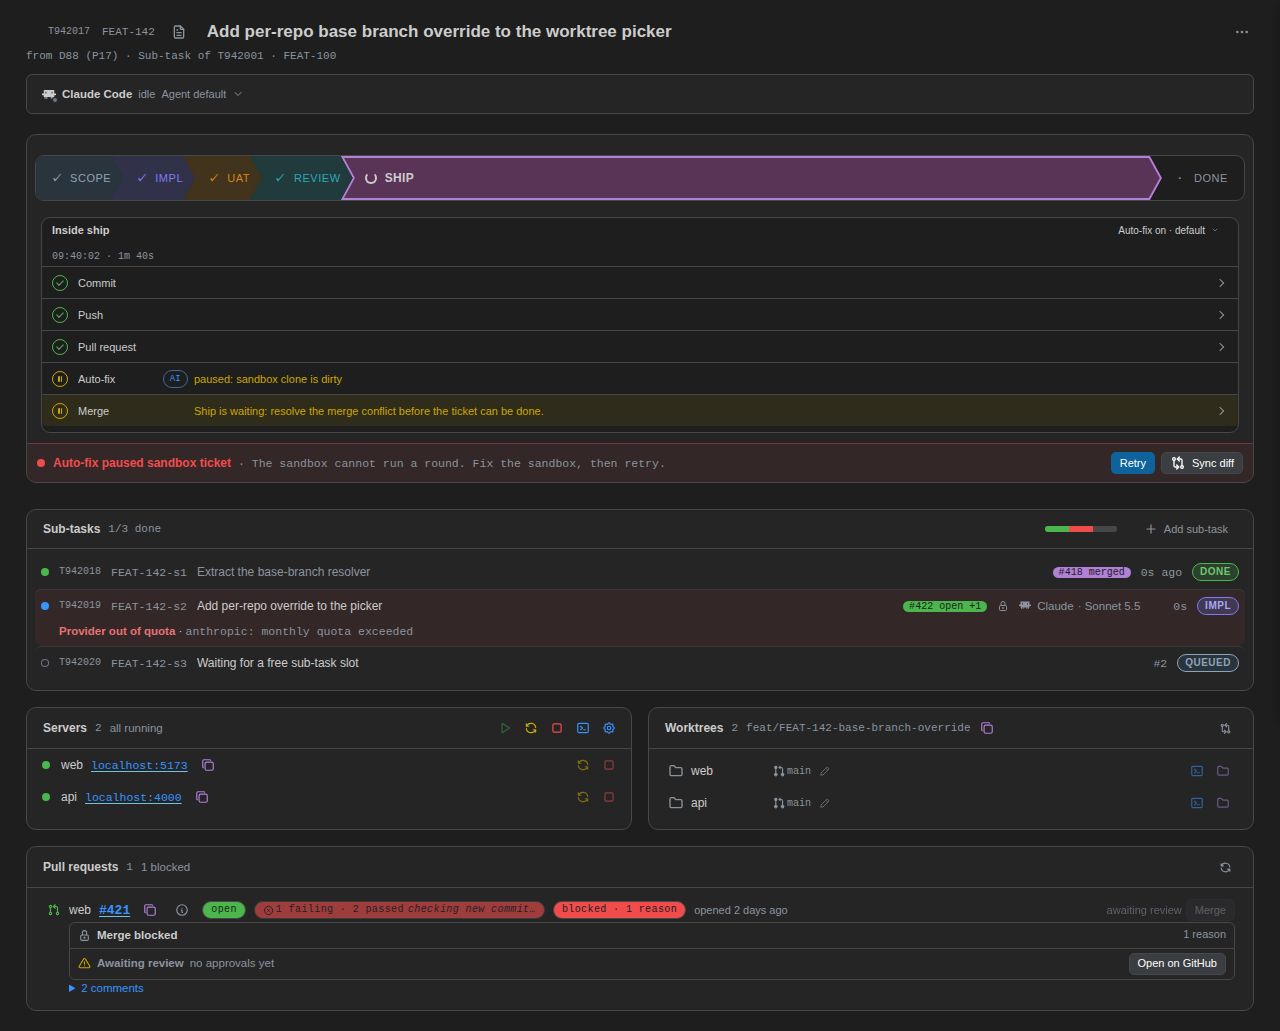 T942017 FEAT-142 Add per-repo base branch override to the worktree picker
from D88 (P17) · Sub-task of T942001 · FEAT-100
Claude Code idle Agent default
SCOPE IMPL UAT REVIEW SHIP DONE
Inside ship Auto-fix on · default
09:40:02 · 1m 40s
Commit
Push
Pull request
Auto-fix AI paused: sandbox clone is dirty
Merge Ship is waiting: resolve the merge conflict before the ticket can be done.
Auto-fix paused sandbox ticket · The sandbox cannot run a round. Fix the sandbox, then retry. Retry Sync diff
Sub-tasks 1/3 done Add sub-task
T942018 FEAT-142-s1 Extract the base-branch resolver #418 merged 0s ago DONE
T942019 FEAT-142-s2 Add per-repo override to the picker #422 open +1 Claude · Sonnet 5.5 0s IMPL
Provider out of quota · anthropic: monthly quota exceeded
T942020 FEAT-142-s3 Waiting for a free sub-task slot #2 QUEUED
Servers 2 all running
web localhost:5173
api localhost:4000
Worktrees 2 feat/FEAT-142-base-branch-override
web main
api main
Pull requests 1 1 blocked
web #421 open 1 failing · 2 passed checking new commit… blocked · 1 reason opened 2 days ago awaiting review Merge
Merge blocked 1 reason
Awaiting review no approvals yet Open on GitHub
2 comments